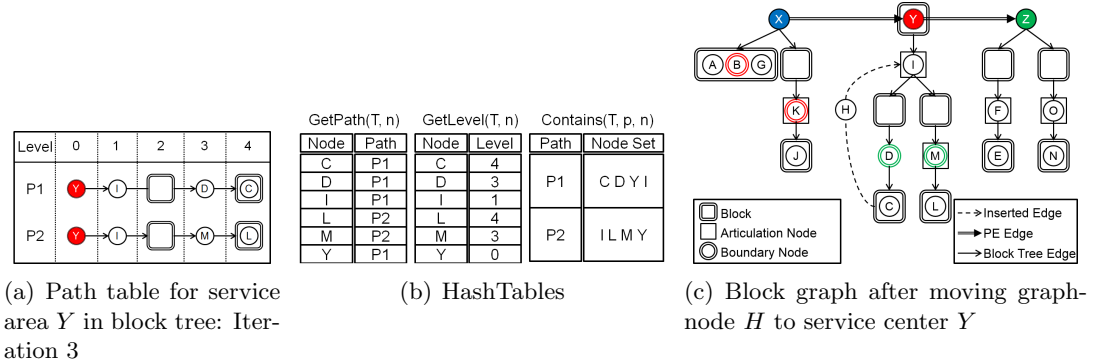 Level 0 1 2 3 4
P1 Y I D C
P2 Y I M L
(a) Path table for service
area Y in block tree: Iter-
ation 3
GetPath(T, n) GetLevel(T, n) Contains(T, p, n)
Node Path Node Level Path Node Set
C P1 C 4
D P1 D 3
P1 C D Y I
I P1 I 1
L P2 L 4
M P2 M 3
P2 I L M Y
Y P1 Y 0
(b) HashTables
X Y Z
A B G I
H
K F O
D M
J E N
C L
Block
Articulation Node
Boundary Node
Inserted Edge
PE Edge
Block Tree Edge
(c) Block graph after moving graph-
node H to service center Y